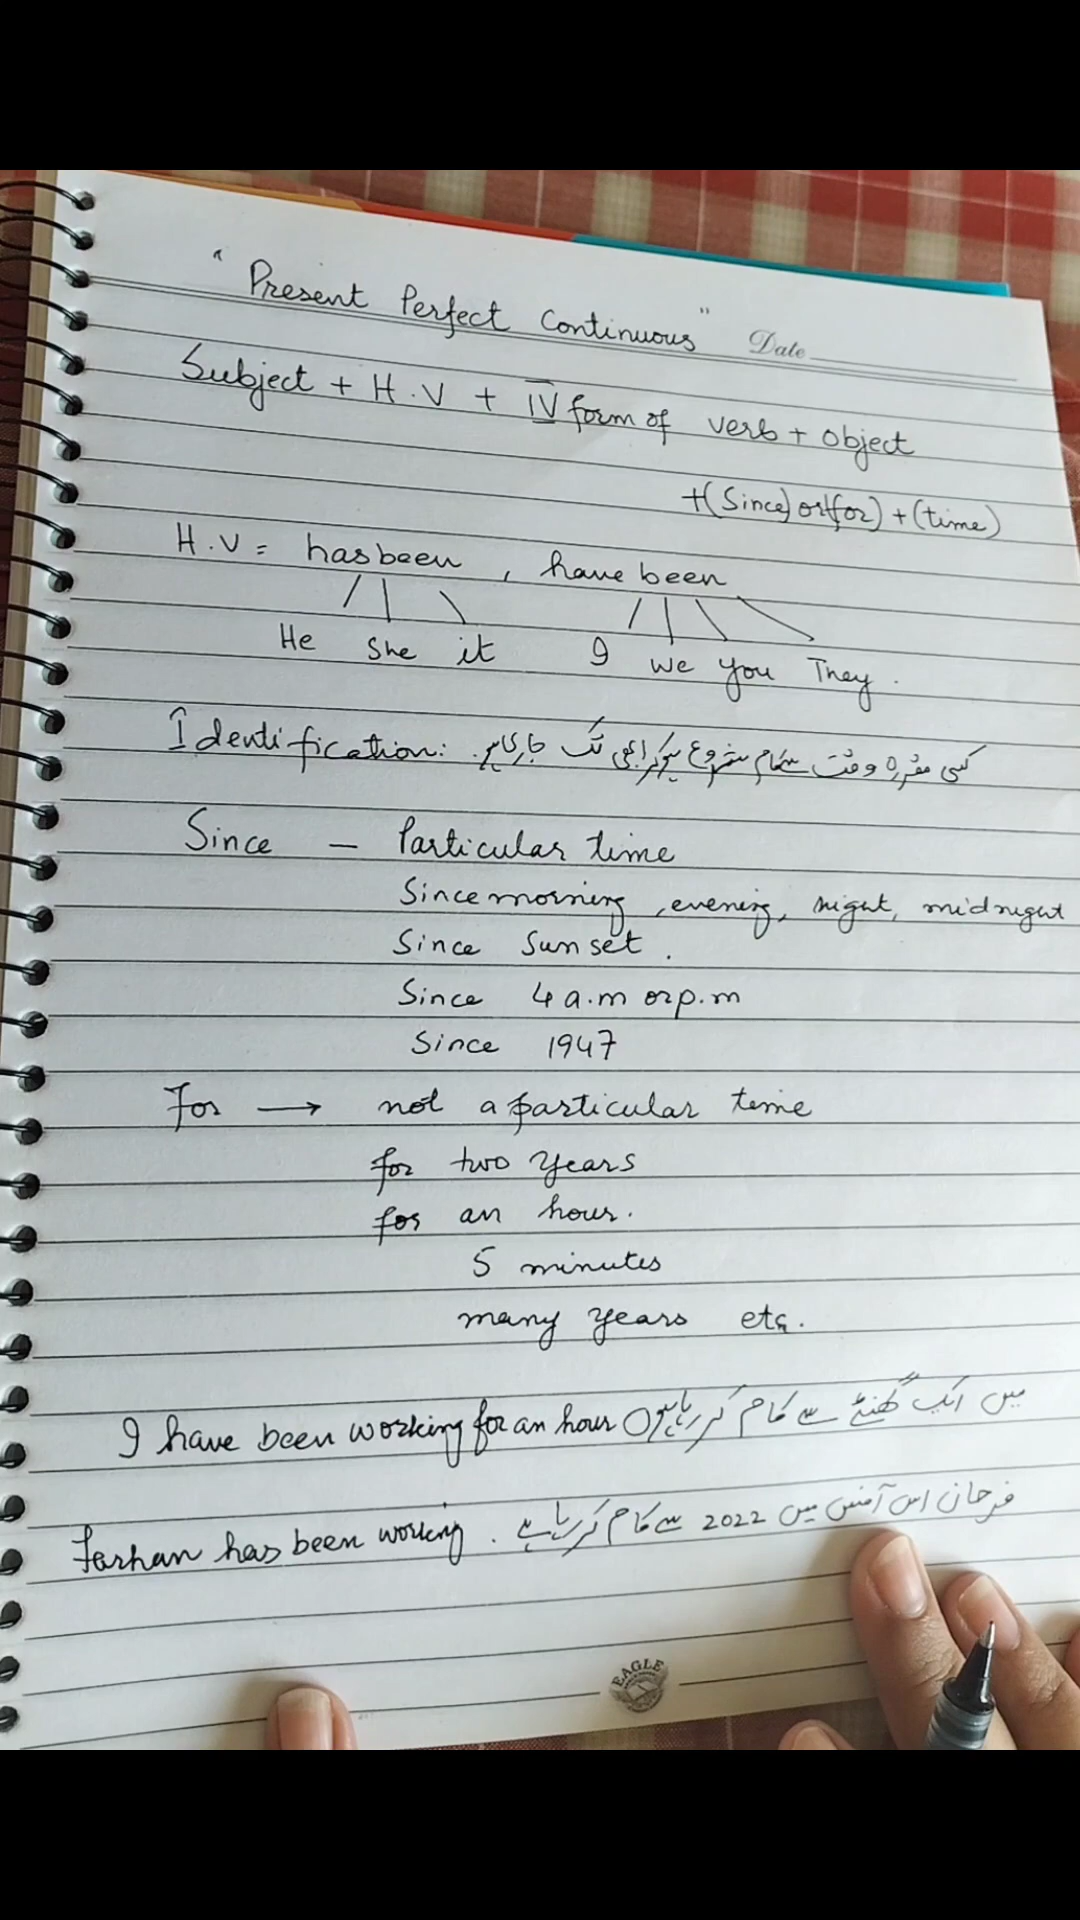 " Present Perfect Continuous "
Date
Subject + H.V + IV form of verb + object
+(Since) or (for) + (time)
H.V = has been , have been
He She it I We You They.
Identification: کسی مقررہ وقت سے کام شروع ہوکر ابھی تک جاری ہے.
Since - Particular time
Since morning, evening, night, midnight
Since Sunset.
Since 4 a.m or p.m
Since 1947
For → not a particular time
for two years
for an hour.
5 minutes
many years etc.
I have been working for an hour میں ایک گھنٹے سے کام کر رہا ہوں
Farhan has been working. فرحان اس آفس میں 2022 سے کام کر رہا ہے
EAGLE